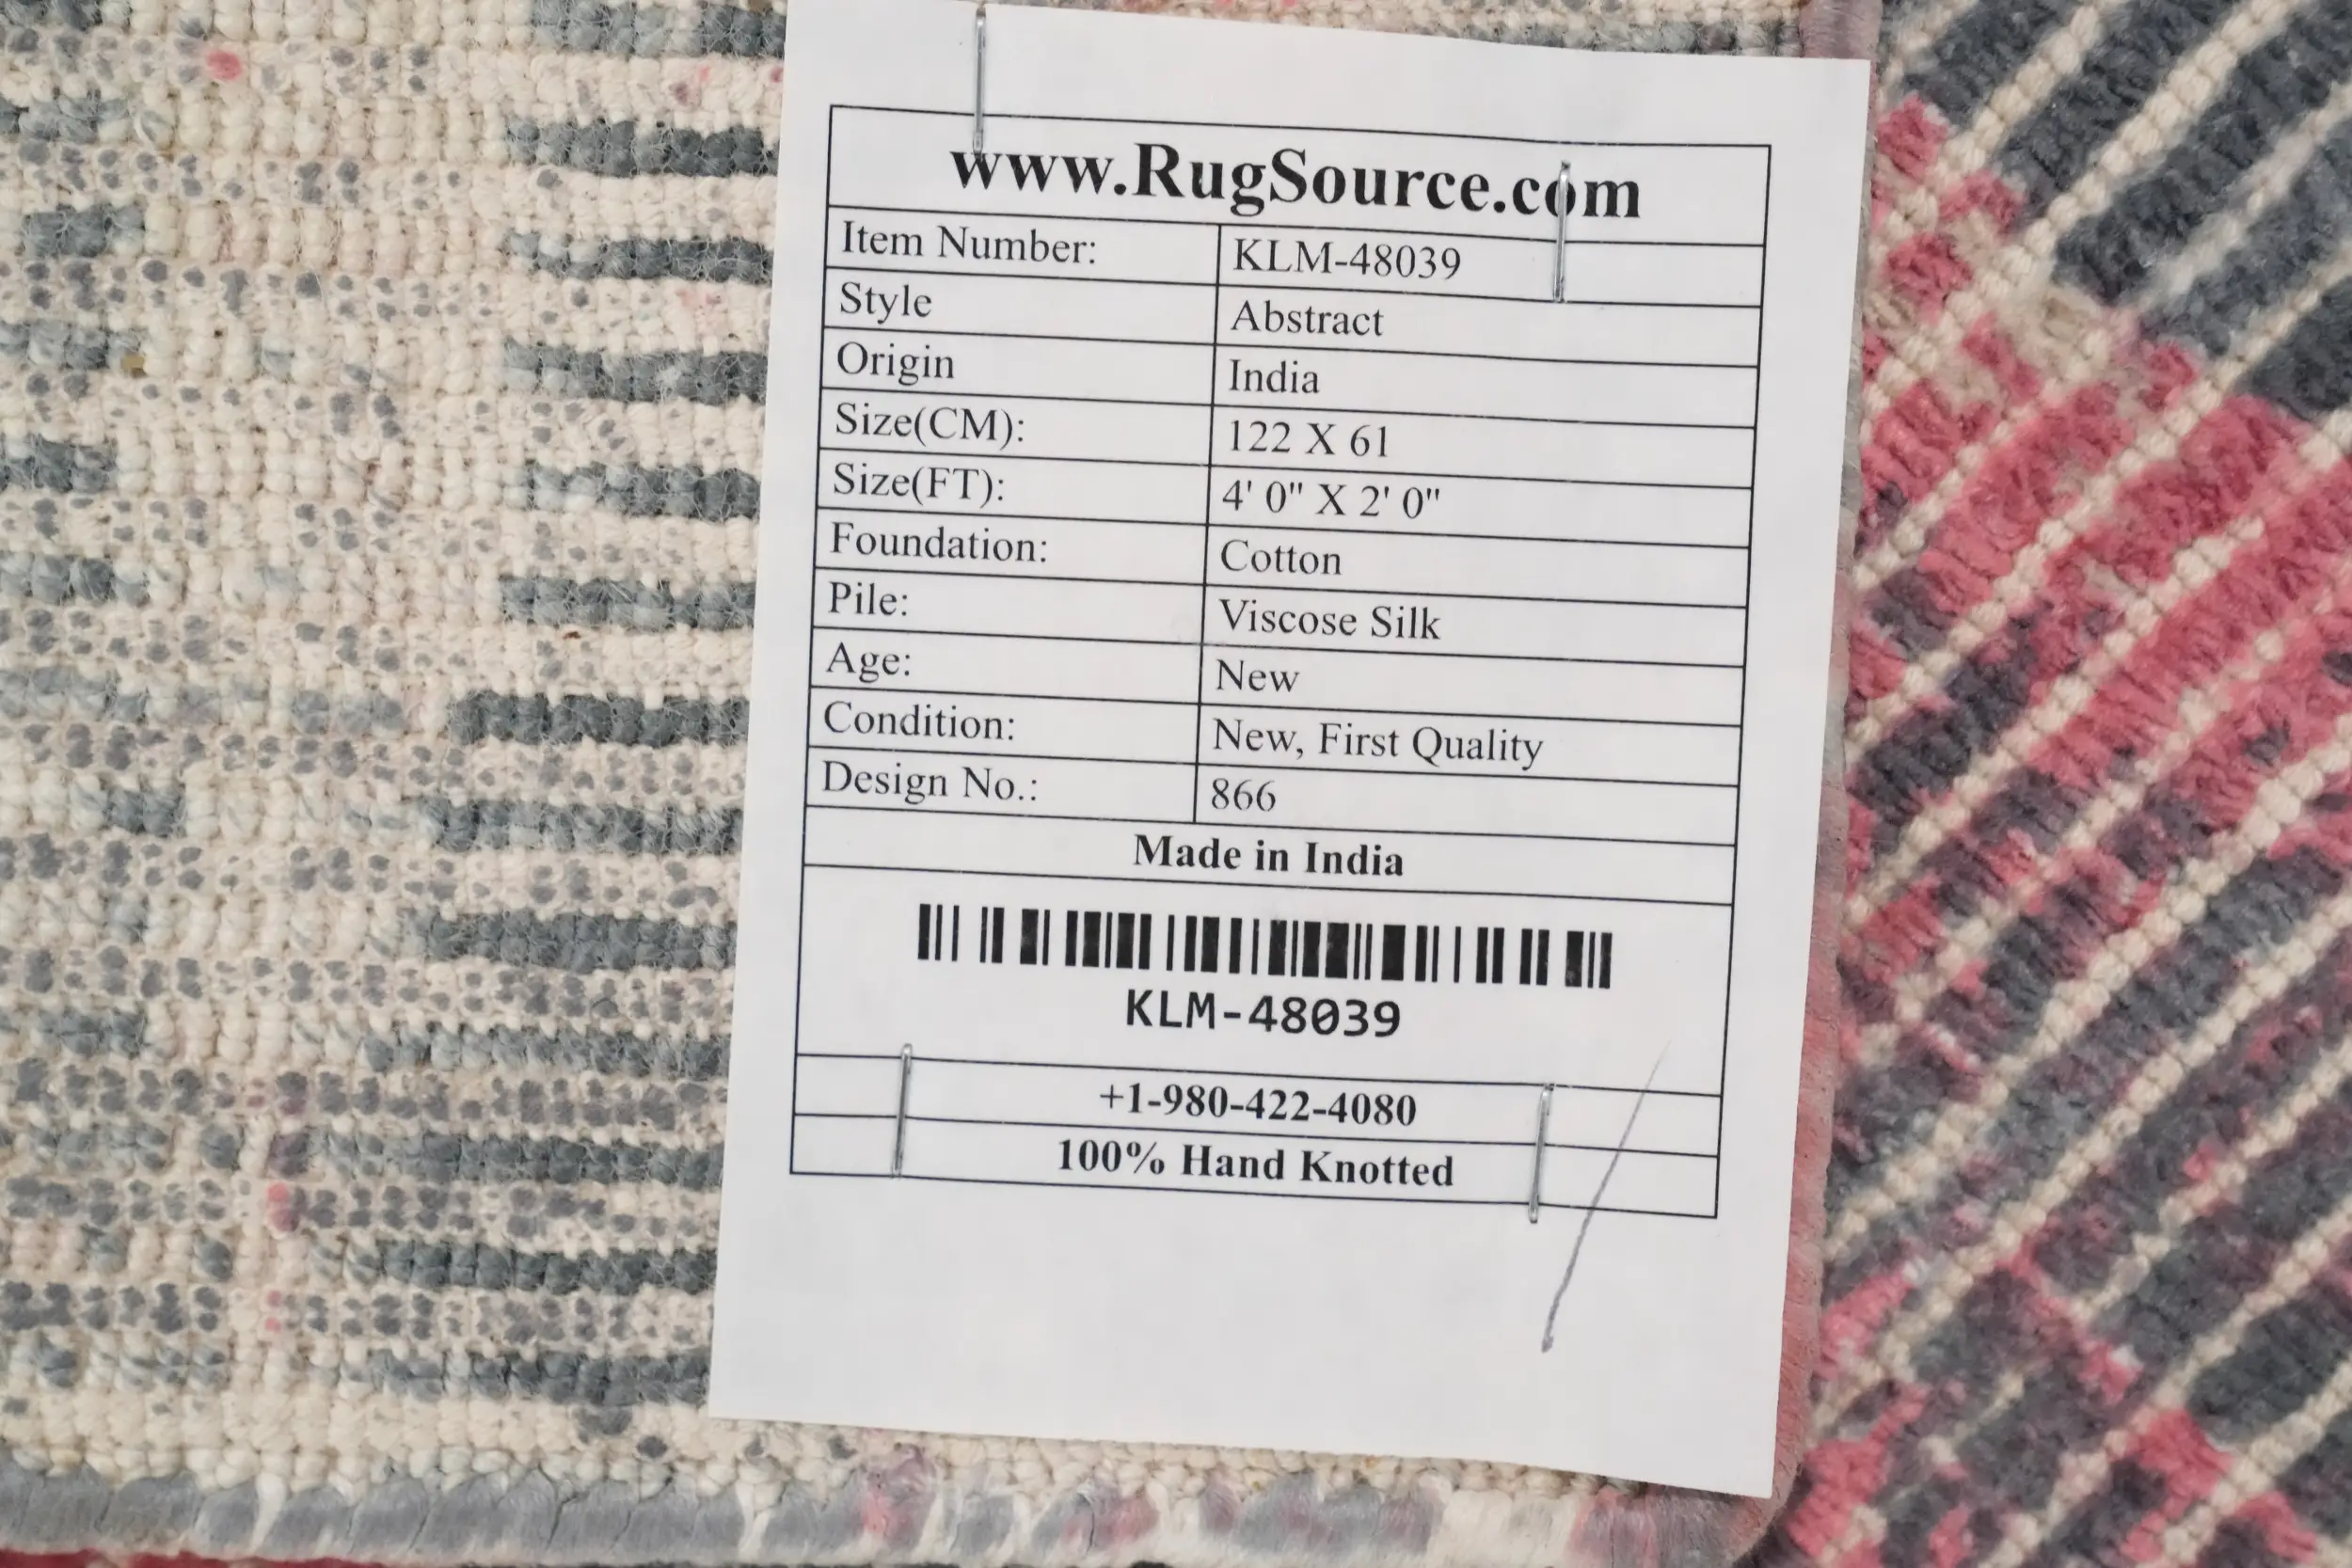 www.RugSource.com
Item Number: KLM-48039
Style Abstract
Origin India
Size(CM): 122 X 61
Size(FT): 4' 0" X 2' 0"
Foundation: Cotton
Pile: Viscose Silk
Age: New
Condition: New, First Quality
Design No.: 866
Made in India
KLM-48039
+1-980-422-4080
100% Hand Knotted